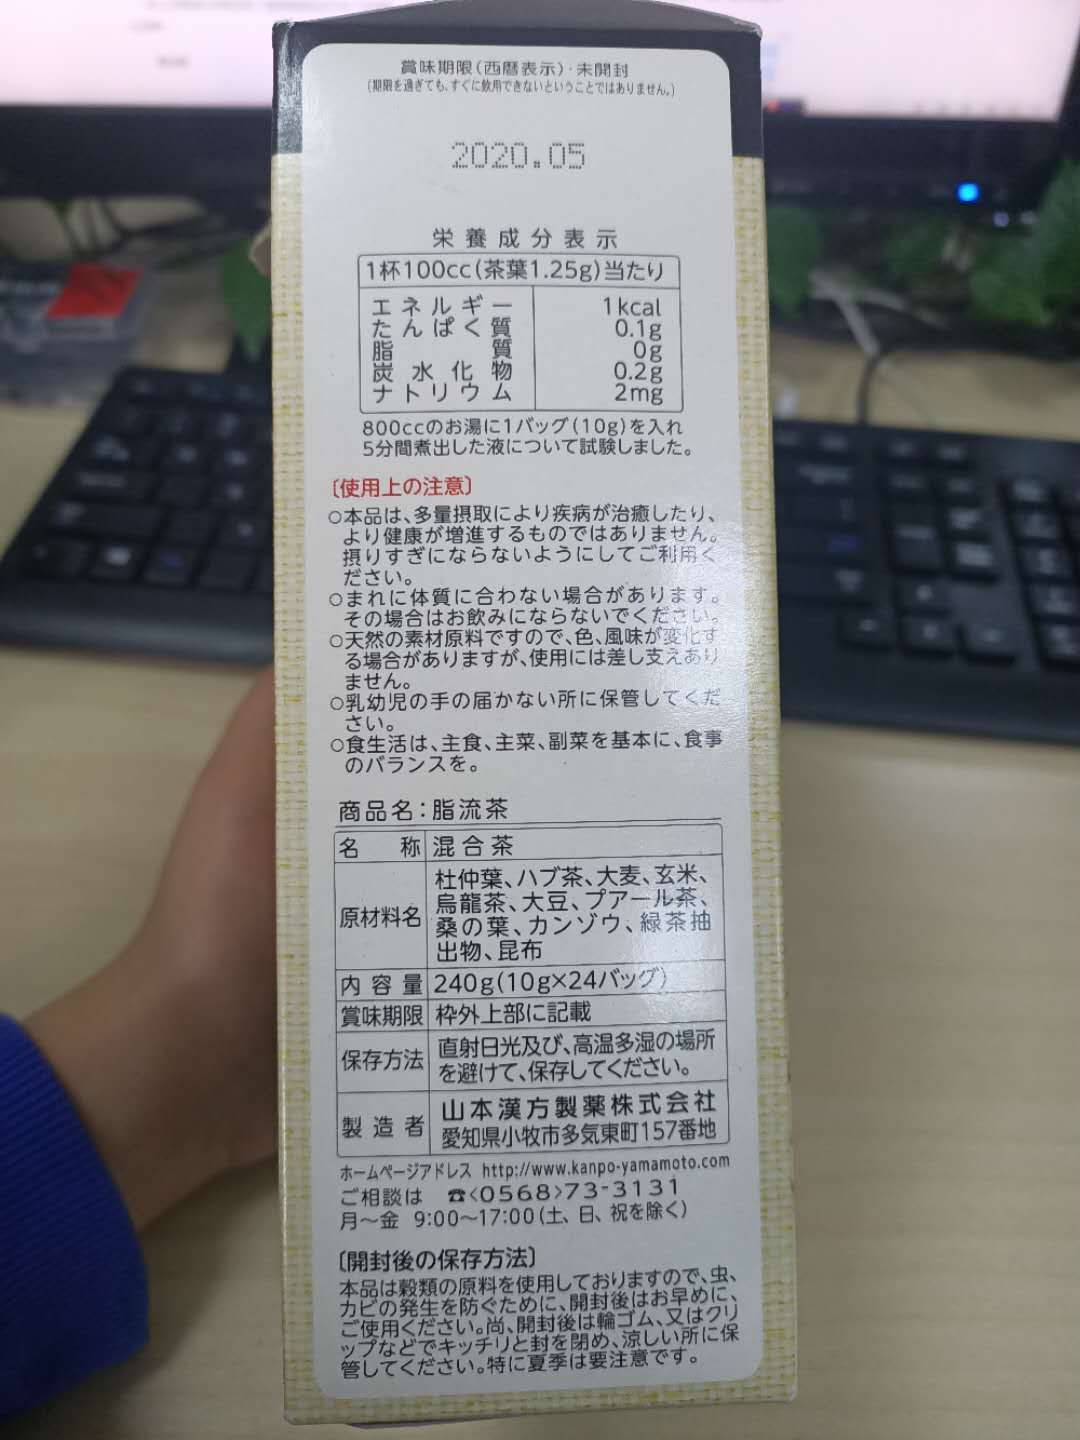 賞味期限(西暦表示)・未開封
(期限を過ぎても、すぐに飲用できないということではありません。)
2020.05
栄養成分表示
1杯100cc(茶葉1.25g)当たり
エネルギー 1kcal
たんぱく質 0.1g
脂質 0g
炭水化物 0.2g
ナトリウム 2mg
800ccのお湯に1バッグ(10g)を入れ
5分間煮出した液について試験しました。
〔使用上の注意〕
○本品は、多量摂取により疾病が治癒したり、
より健康が増進するものではありません。
摂りすぎにならないようにしてご利用く
ださい。
○まれに体質に合わない場合があります。
その場合はお飲みにならないでください。
○天然の素材原料ですので、色、風味が変化す
る場合がありますが、使用には差し支えあり
ません。
○乳幼児の手の届かない所に保管してくだ
さい。
○食生活は、主食、主菜、副菜を基本に、食事
のバランスを。
商品名：脂流茶
名称 混合茶
原材料名 杜仲葉、ハブ茶、大麦、玄米、
烏龍茶、大豆、プアール茶、
桑の葉、カンゾウ、緑茶抽
出物、昆布
内容量 240g(10g×24バッグ)
賞味期限 枠外上部に記載
保存方法 直射日光及び、高温多湿の場所
を避けて、保存してください。
製造者 山本漢方製薬株式会社
愛知県小牧市多気東町157番地
ホームページアドレス http://www.kanpo-yamamoto.com
ご相談は ☎<0568>73-3131
月〜金 9:00〜17:00(土、日、祝を除く)
〔開封後の保存方法〕
本品は穀類の原料を使用しておりますので、虫、
カビの発生を防ぐために、開封後はお早めに、
ご使用ください。尚、開封後は輪ゴム、又はクリ
ップなどでキッチリと封を閉め、涼しい所に保
管してください。特に夏季は要注意です。